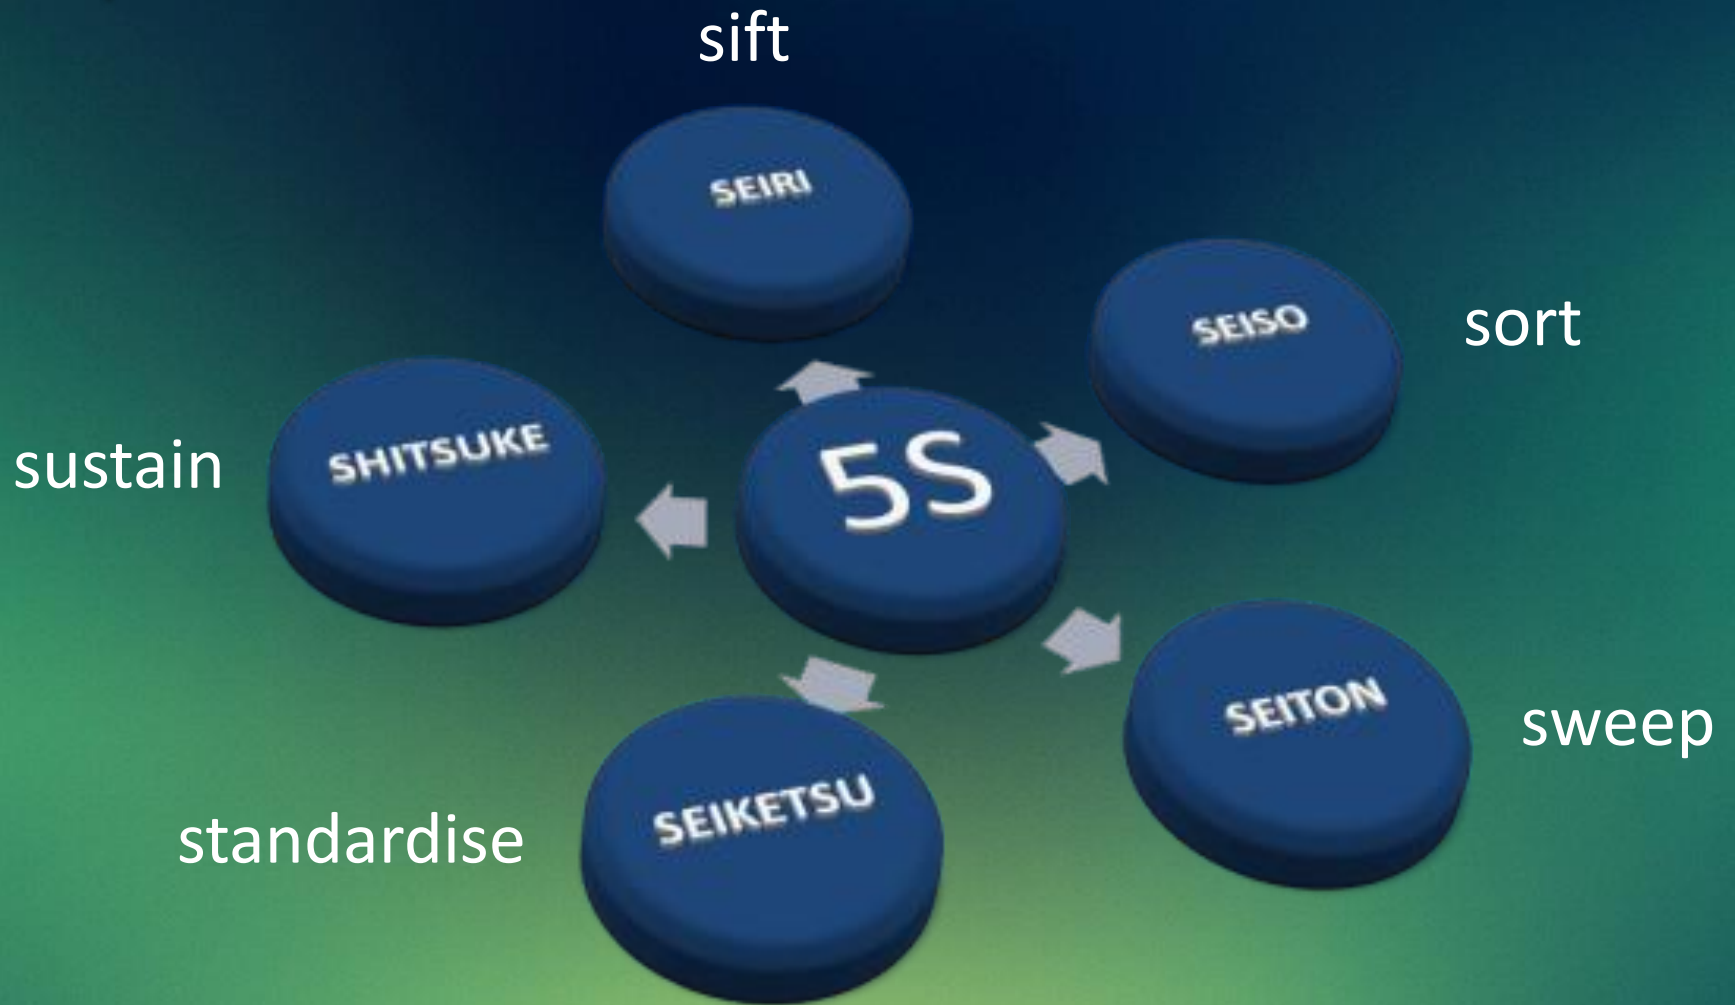 sift
SEIRI
SEISO
sort
SHITSUKE
sustain
5S
SEITON
sweep
SEIKETSU
standardise